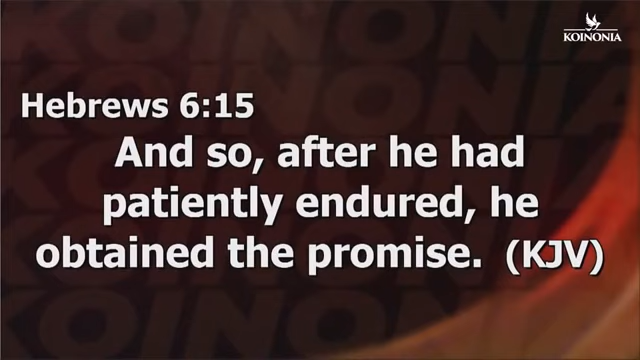 KOINONIA
Hebrews 6:15
And so, after he had
patiently endured, he
obtained the promise. (KJV)